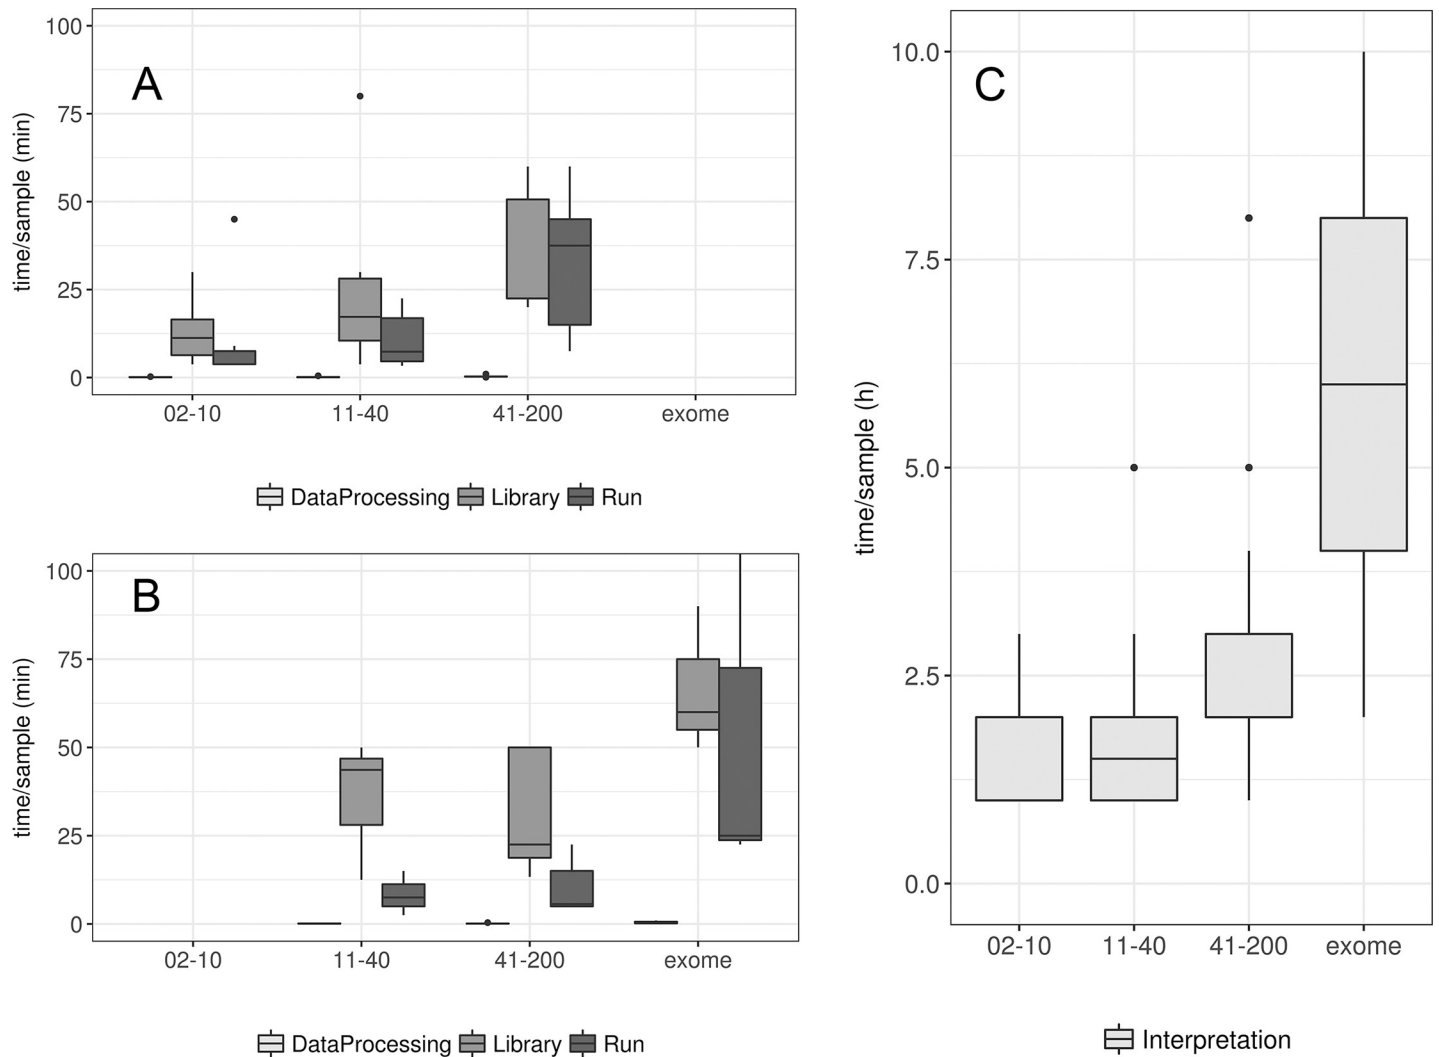 A
time/sample (min)
100
75
50
25
0
02-10 11-40 41-200 exome
DataProcessing Library Run
B
time/sample (min)
100
75
50
25
0
02-10 11-40 41-200 exome
DataProcessing Library Run
C
time/sample (h)
10.0
7.5
5.0
2.5
0.0
02-10 11-40 41-200 exome
Interpretation